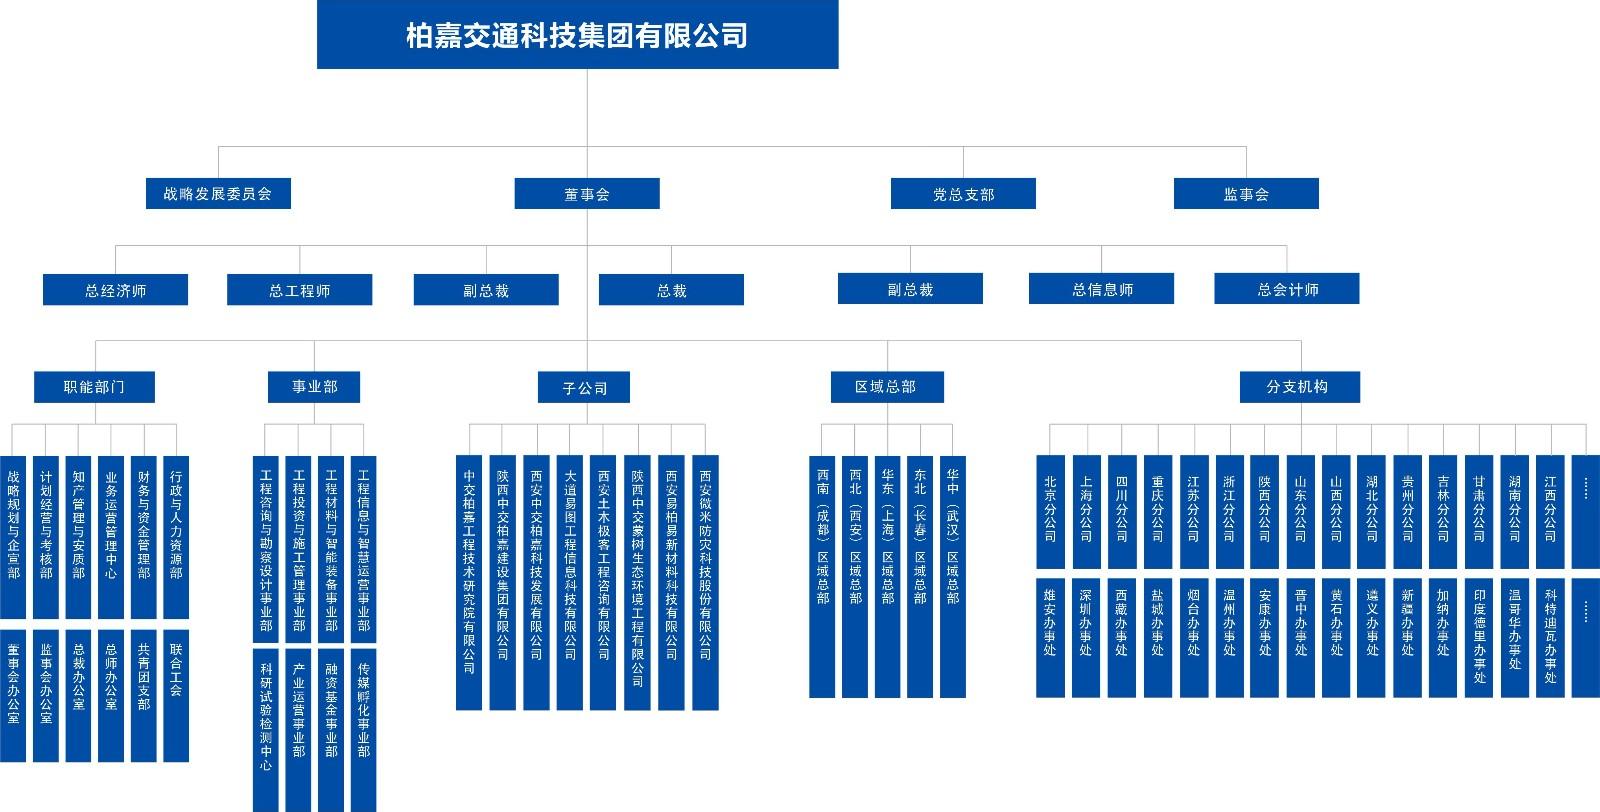 柏嘉交通科技集团有限公司
战略发展委员会
董事会
党总支部
监事会
总经济师
总工程师
副总裁
总裁
副总裁
总信息师
总会计师
职能部门
事业部
子公司
区域总部
分支机构
战略规划与企宣部
计划经营与考核部
知产管理与安质部
业务运营管理中心
财务与资金管理部
行政与人力资源部
董事会办公室
监事会办公室
总裁办公室
总师办公室
共青团支部
联合工会
工程咨询与勘察设计事业部
工程投资与施工管理事业部
工程材料与智能装备事业部
工程信息与智慧运营事业部
科研试验检测中心
产业运营事业部
融资基金事业部
传媒孵化事业部
中交柏嘉工程技术研究院有限公司
陕西中交柏嘉建设集团有限公司
西安中交柏嘉科技发展有限公司
大道易图工程信息科技有限公司
西安土木极客工程咨询有限公司
陕西中交蒙树生态环境工程有限公司
西安易柏易新材料科技有限公司
西安微米防灾科技股份有限公司
西南（成都）区域总部
西北（西安）区域总部
华东（上海）区域总部
东北（长春）区域总部
华中（武汉）区域总部
北京分公司
上海分公司
四川分公司
重庆分公司
江苏分公司
浙江分公司
陕西分公司
山东分公司
山西分公司
湖北分公司
贵州分公司
吉林分公司
甘肃分公司
湖南分公司
江西分公司
……
雄安办事处
深圳办事处
西藏办事处
盐城办事处
烟台办事处
温州办事处
安康办事处
晋中办事处
黄石办事处
遵义办事处
新疆办事处
加纳办事处
印度德里办事处
温哥华办事处
科特迪瓦办事处
……